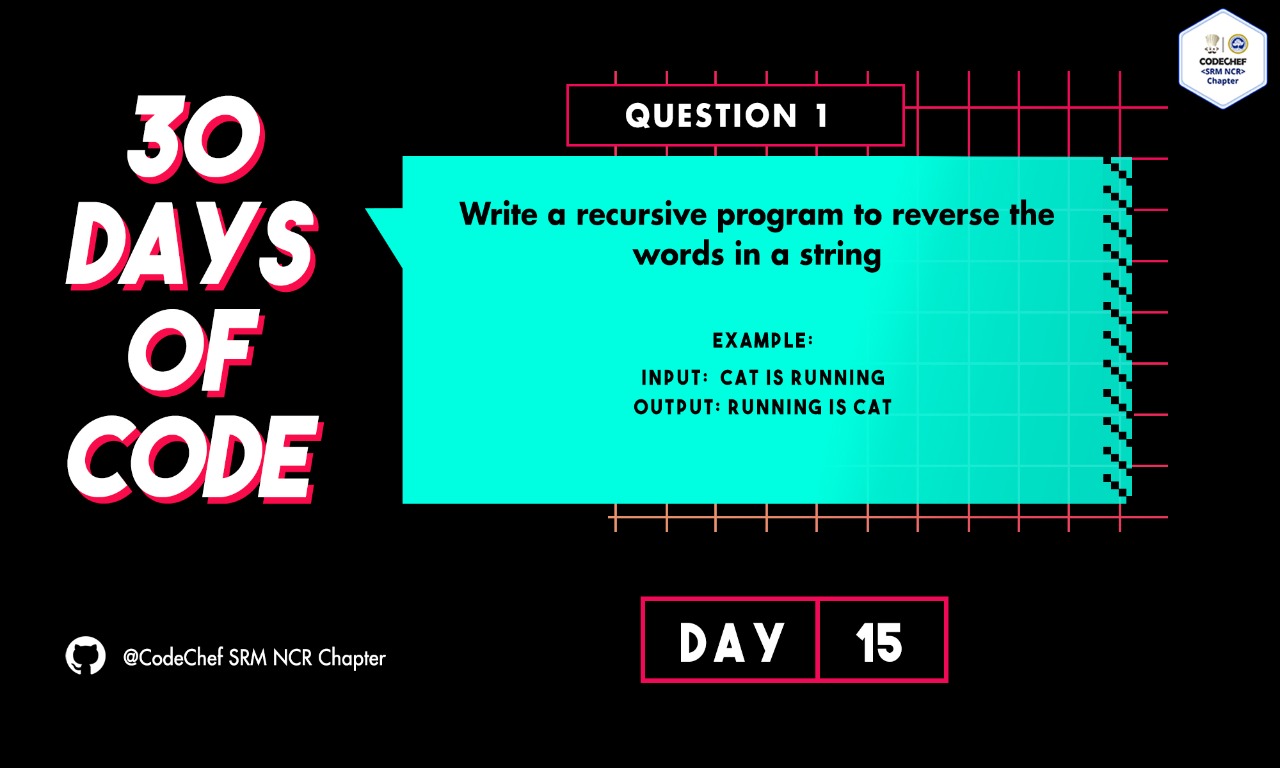 30
DAYS
OF
CODE
CODECHEF
<SRM NCR>
Chapter
QUESTION 1
Write a recursive program to reverse the
words in a string
EXAMPLE:
INPUT: CAT IS RUNNING
OUTPUT: RUNNING IS CAT
@CodeChef SRM NCR Chapter
DAY 15